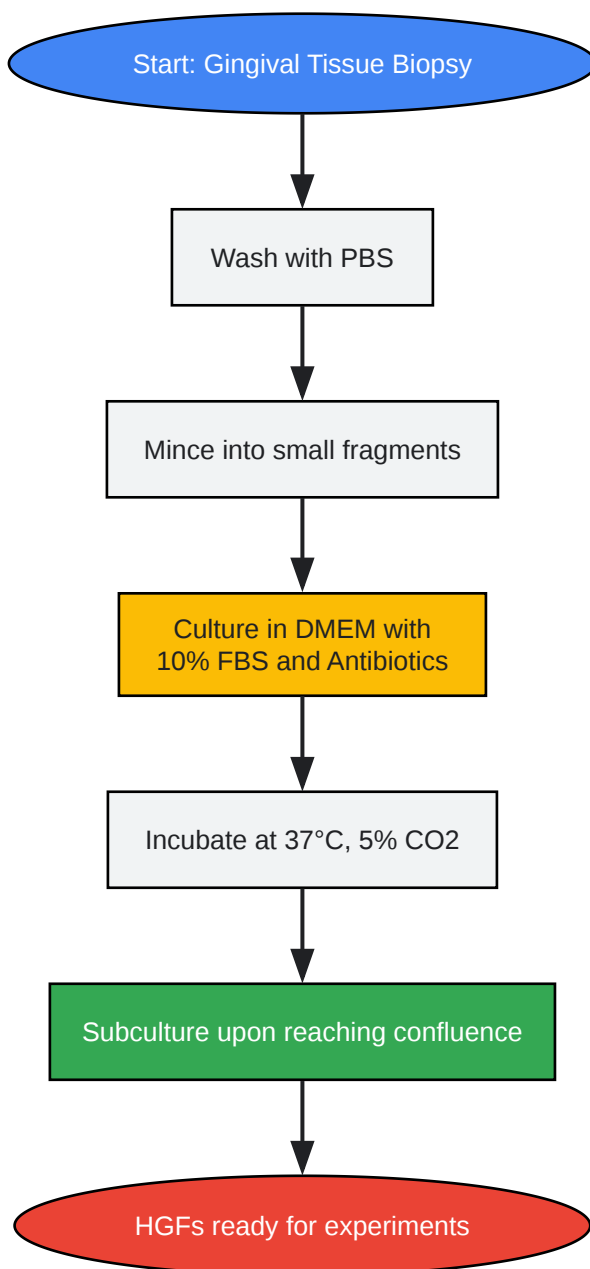 Start: Gingival Tissue Biopsy
Wash with PBS
Mince into small fragments
Culture in DMEM with
10% FBS and Antibiotics
Incubate at 37°C, 5% CO2
Subculture upon reaching confluence
HGFs ready for experiments